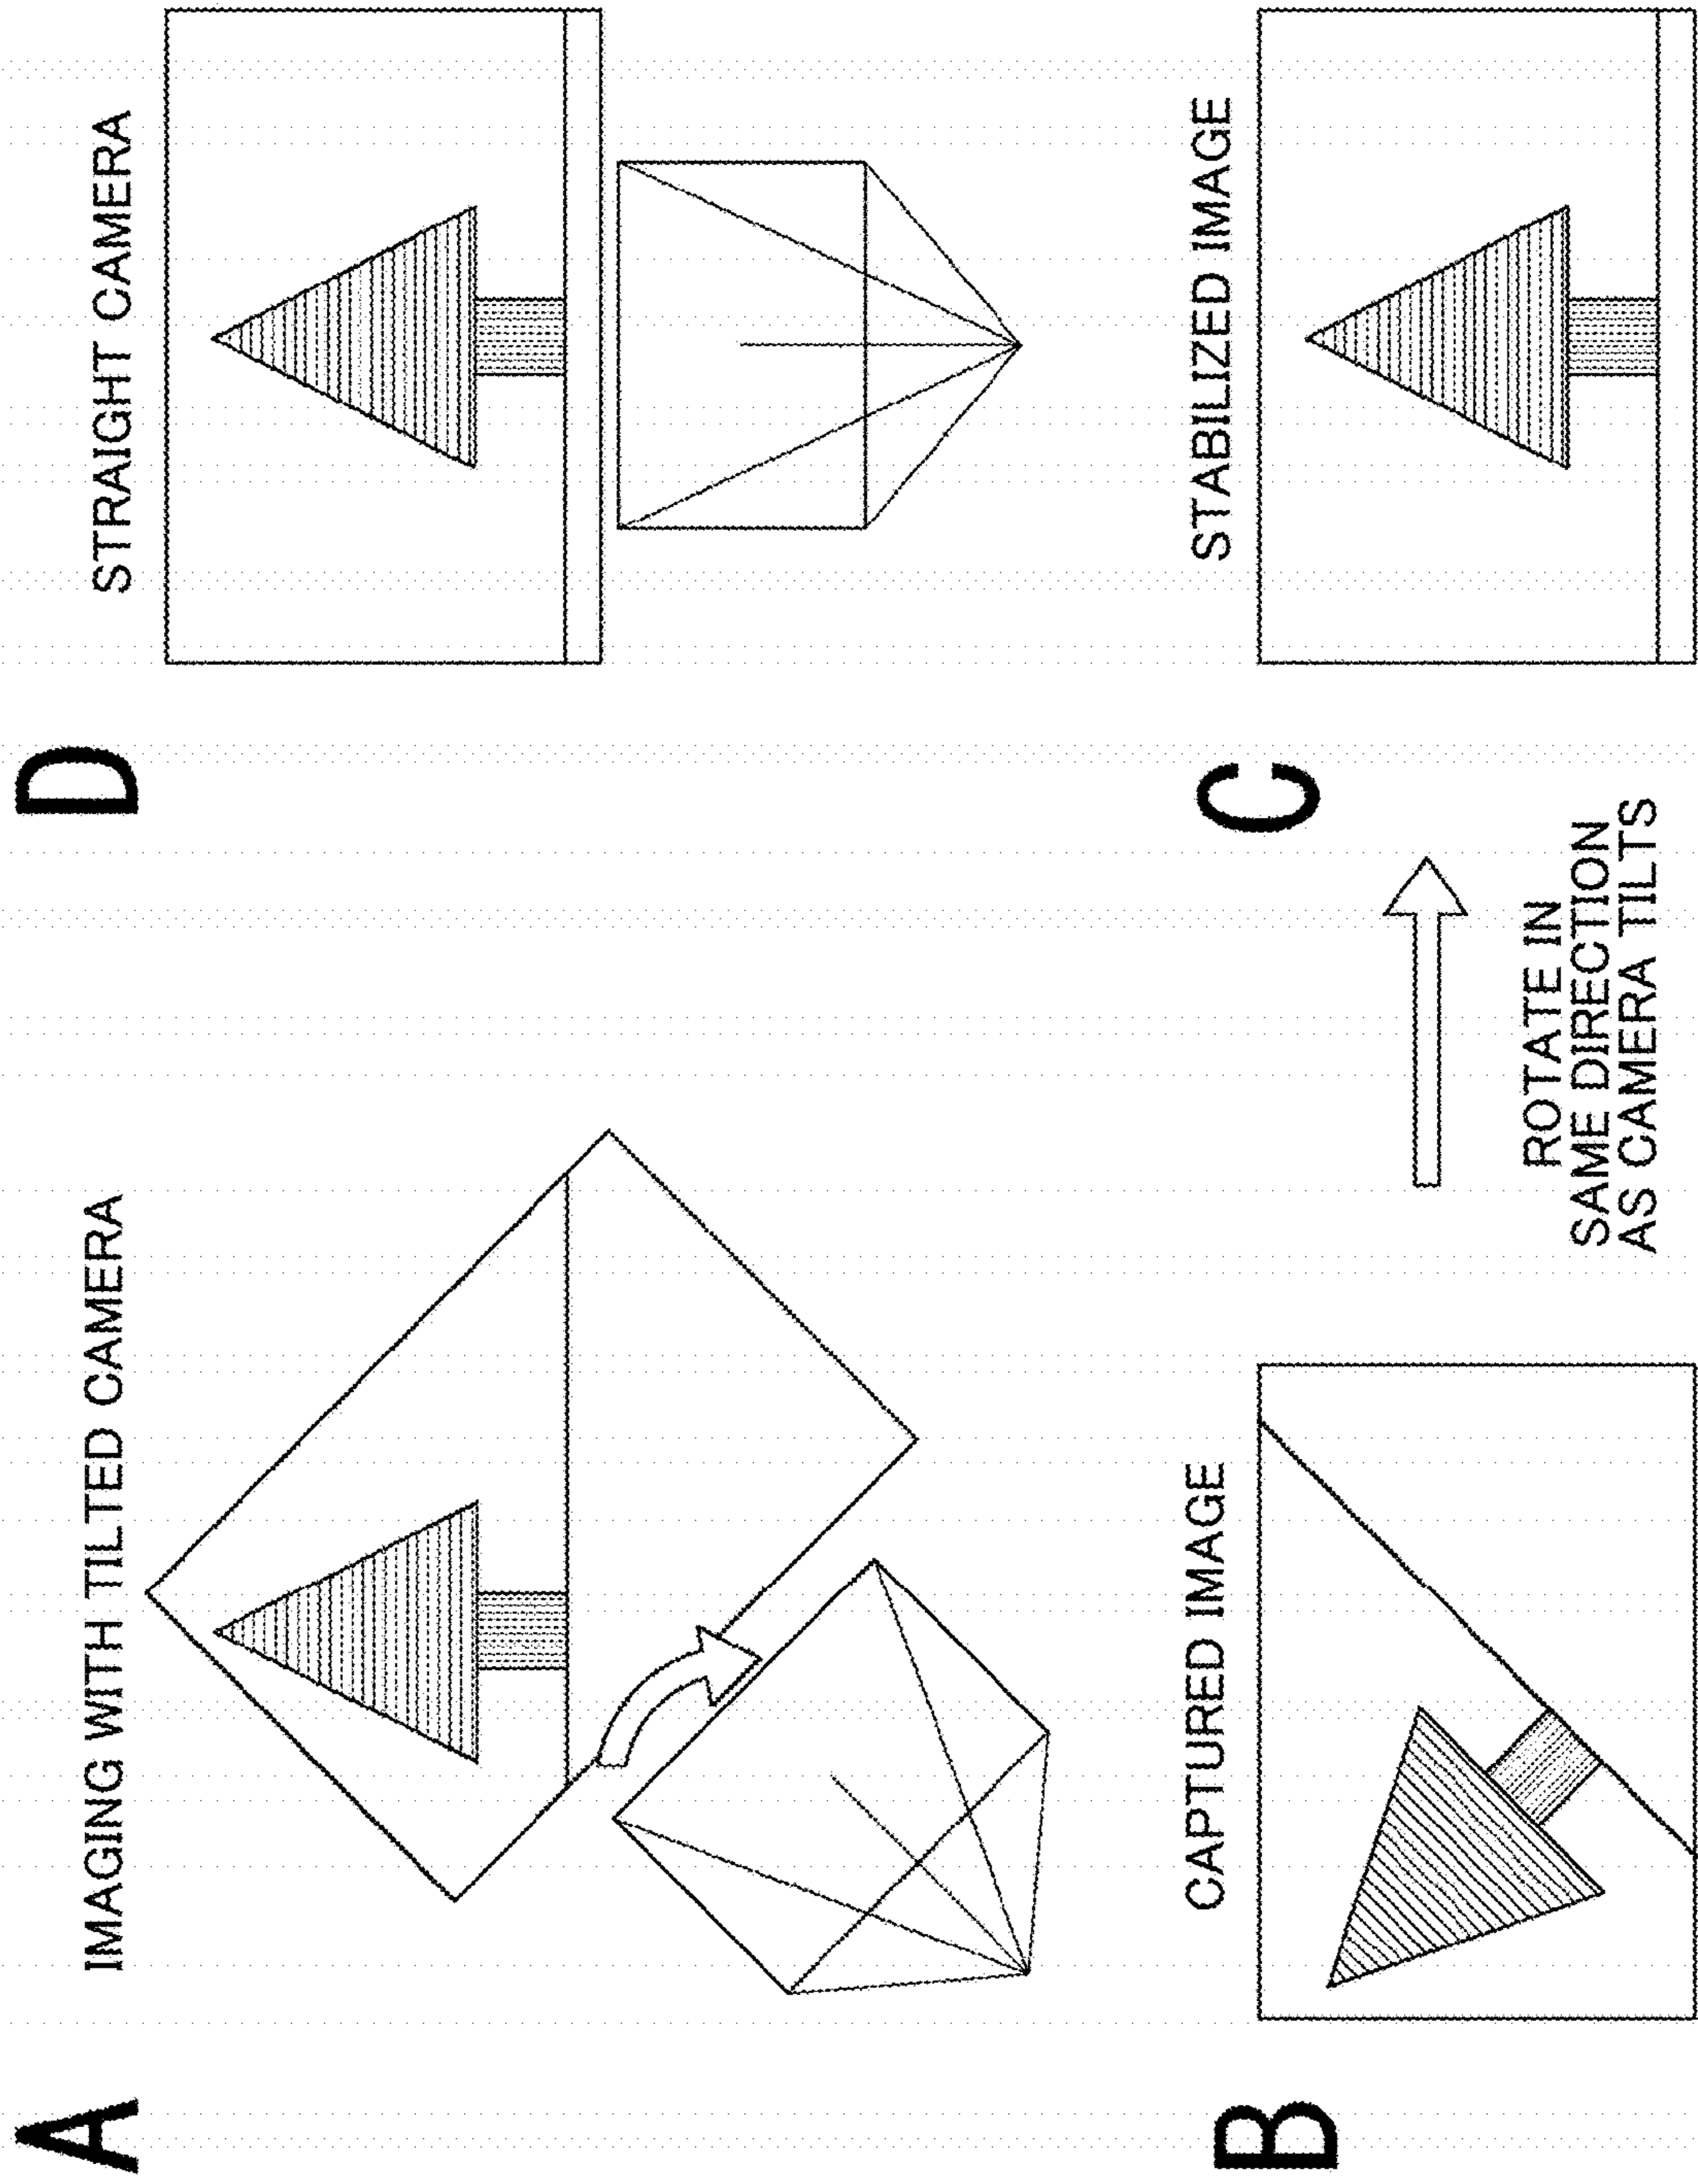 A
IMAGING WITH TILTED CAMERA
D
STRAIGHT CAMERA
B
CAPTURED IMAGE
ROTATE IN
SAME DIRECTION
AS CAMERA TILTS
C
STABILIZED IMAGE